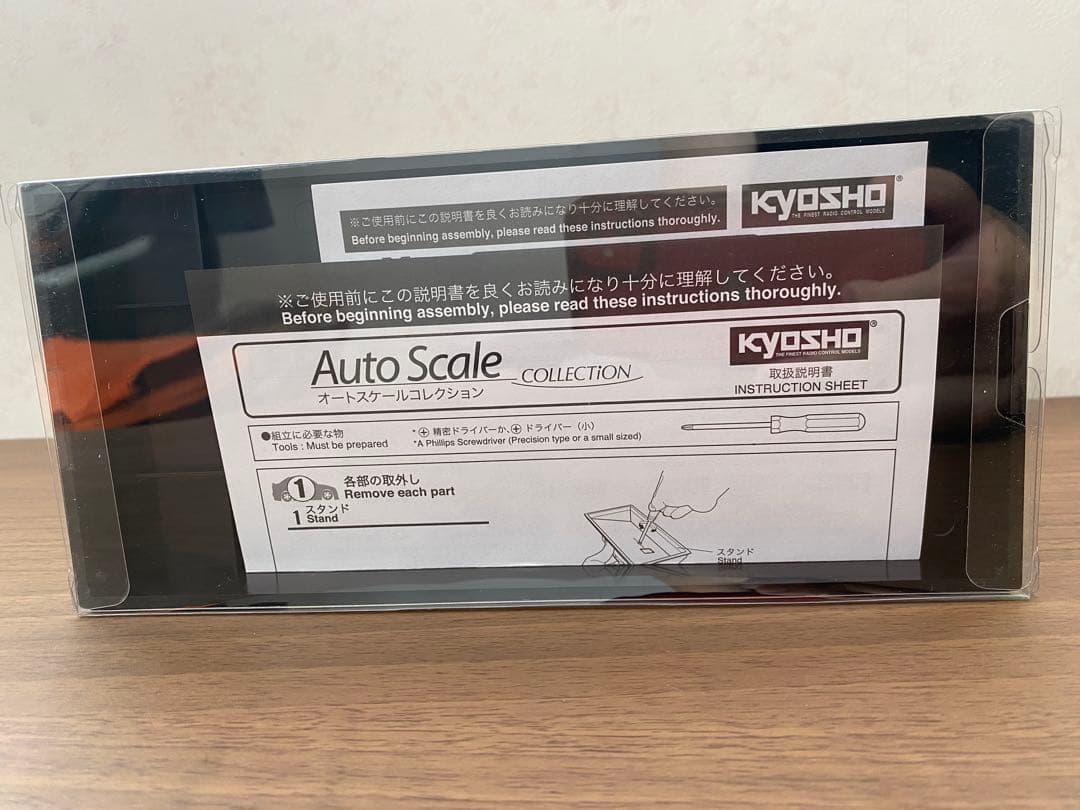 ※ご使用前にこの説明書を良くお読みになり十分に理解してください。
Before beginning assembly, please read these instructions thoroughly.
KYOSHO®
THE FINEST RADIO CONTROL MODELS
※ご使用前にこの説明書を良くお読みになり十分に理解してください。
Before beginning assembly, please read these instructions thoroughly.
Auto Scale COLLECTiON
オートスケールコレクション
KYOSHO®
THE FINEST RADIO CONTROL MODELS
取扱説明書
INSTRUCTION SHEET
●組立に必要な物
Tools : Must be prepared
*⊕ 精密ドライバーか、⊕ ドライバー（小）
*A Phillips Screwdriver (Precision type or a small sized)
1 各部の取外し
Remove each part
1 スタンド
Stand
スタンド
Stand